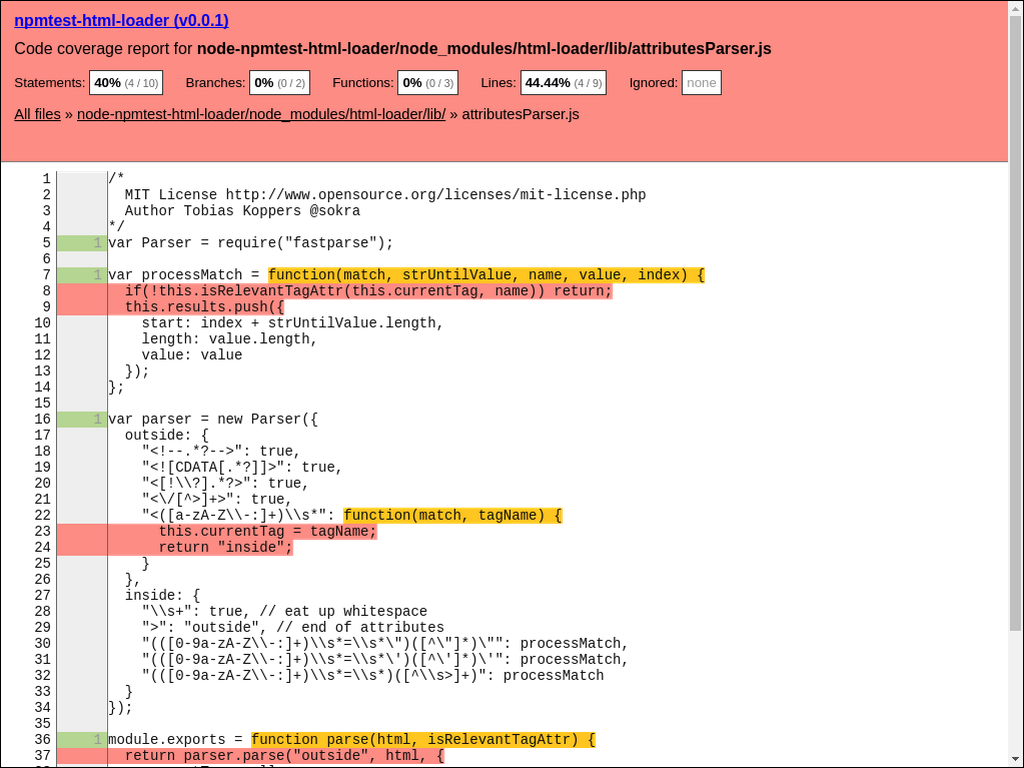 npmtest-html-loader (v0.0.1)
Code coverage report for node-npmtest-html-loader/node_modules/html-loader/lib/attributesParser.js
Statements: 40% (4 / 10) Branches: 0% (0 / 2) Functions: 0% (0 / 3) Lines: 44.44% (4 / 9) Ignored: none
All files » node-npmtest-html-loader/node_modules/html-loader/lib/ » attributesParser.js
1 /*
2   MIT License http://www.opensource.org/licenses/mit-license.php
3   Author Tobias Koppers @sokra
4 */
5 1 var Parser = require("fastparse");
6
7 1 var processMatch = function(match, strUntilValue, name, value, index) {
8   if(!this.isRelevantTagAttr(this.currentTag, name)) return;
9   this.results.push({
10     start: index + strUntilValue.length,
11     length: value.length,
12     value: value
13   });
14 };
15
16 1 var parser = new Parser({
17   outside: {
18     "<!--.*?-->": true,
19     "<![CDATA[.*?]]>": true,
20     "<[!\\?].*?>": true,
21     "<\/[^>]+>": true,
22     "<([a-zA-Z\\-:]+)\\s*": function(match, tagName) {
23       this.currentTag = tagName;
24       return "inside";
25     }
26   },
27   inside: {
28     "\\s+": true, // eat up whitespace
29     ">": "outside", // end of attributes
30     "(([0-9a-zA-Z\\-:]+)\\s*=\\s*\")([^\"]*)\"": processMatch,
31     "(([0-9a-zA-Z\\-:]+)\\s*=\\s*\')([^\']*)\'": processMatch,
32     "(([0-9a-zA-Z\\-:]+)\\s*=\\s*)([^\\s>]+)": processMatch
33   }
34 });
35
36 1 module.exports = function parse(html, isRelevantTagAttr) {
37   return parser.parse("outside", html, {